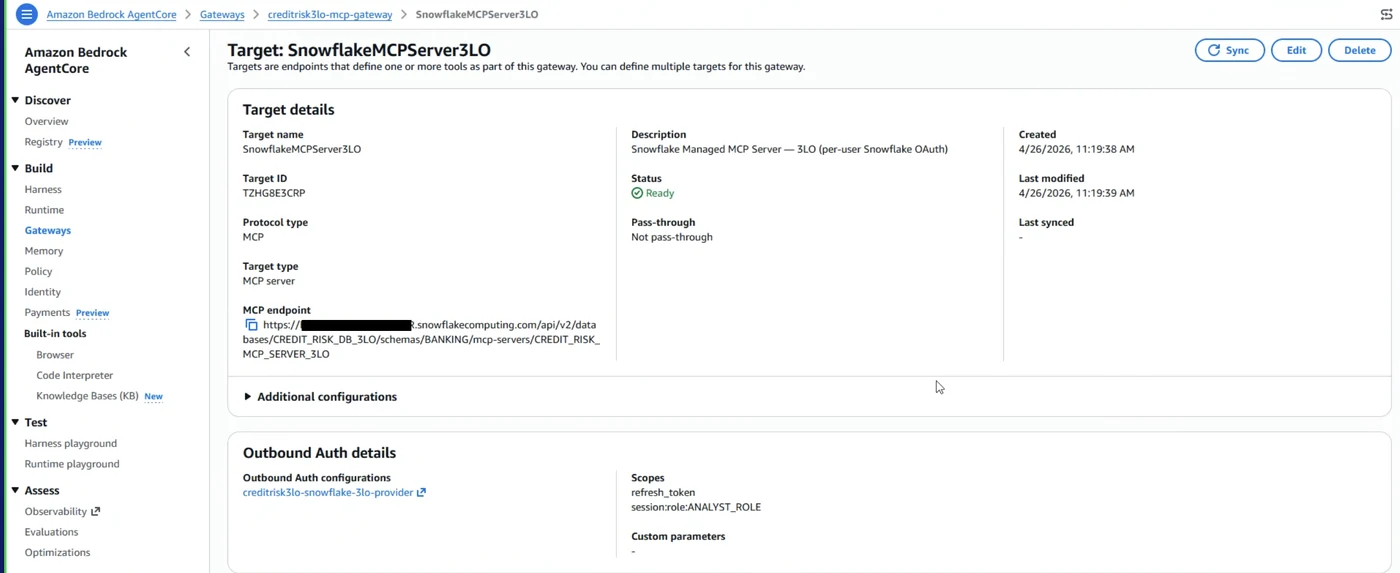 Amazon Bedrock AgentCore > Gateways > creditrisk3lo-mcp-gateway > SnowflakeMCPServer3LO
Amazon Bedrock
AgentCore
Discover
Overview
Registry Preview
Build
Harness
Runtime
Gateways
Memory
Policy
Identity
Payments Preview
Built-in tools
Browser
Code Interpreter
Knowledge Bases (KB) New
Test
Harness playground
Runtime playground
Assess
Observability
Evaluations
Optimizations
Target: SnowflakeMCPServer3LO
Sync Edit Delete
Targets are endpoints that define one or more tools as part of this gateway. You can define multiple targets for this gateway.
Target details
Target name
SnowflakeMCPServer3LO
Target ID
TZHG8E3CRP
Protocol type
MCP
Target type
MCP server
MCP endpoint
https:// .snowflakecomputing.com/api/v2/data
bases/CREDIT_RISK_DB_3LO/schemas/BANKING/mcp-servers/CREDIT_RISK_
MCP_SERVER_3LO
Description
Snowflake Managed MCP Server — 3LO (per-user Snowflake OAuth)
Status
Ready
Pass-through
Not pass-through
Created
4/26/2026, 11:19:38 AM
Last modified
4/26/2026, 11:19:39 AM
Last synced
-
Additional configurations
Outbound Auth details
Outbound Auth configurations
creditrisk3lo-snowflake-3lo-provider
Scopes
refresh_token
session:role:ANALYST_ROLE
Custom parameters
-